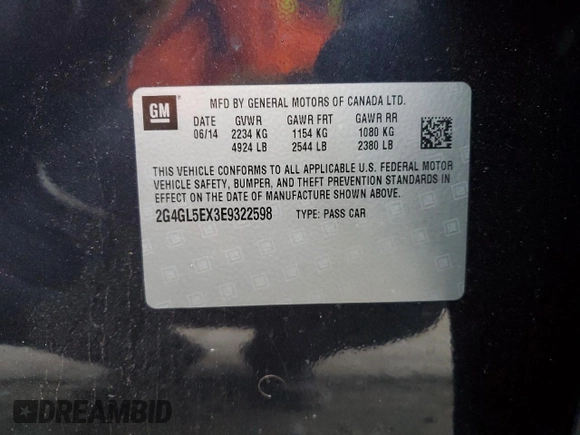 GM
MFD BY GENERAL MOTORS OF CANADA LTD.
DATE GVWR GAWR FRT GAWR RR
06/14 2234 KG 1154 KG 1080 KG
4924 LB 2544 LB 2380 LB
THIS VEHICLE CONFORMS TO ALL APPLICABLE U.S. FEDERAL MOTOR
VEHICLE SAFETY, BUMPER, AND THEFT PREVENTION STANDARDS IN
EFFECT ON THE DATE OF MANUFACTURE SHOWN ABOVE.
2G4GL5EX3E9322598 TYPE: PASS CAR
DREAMBID